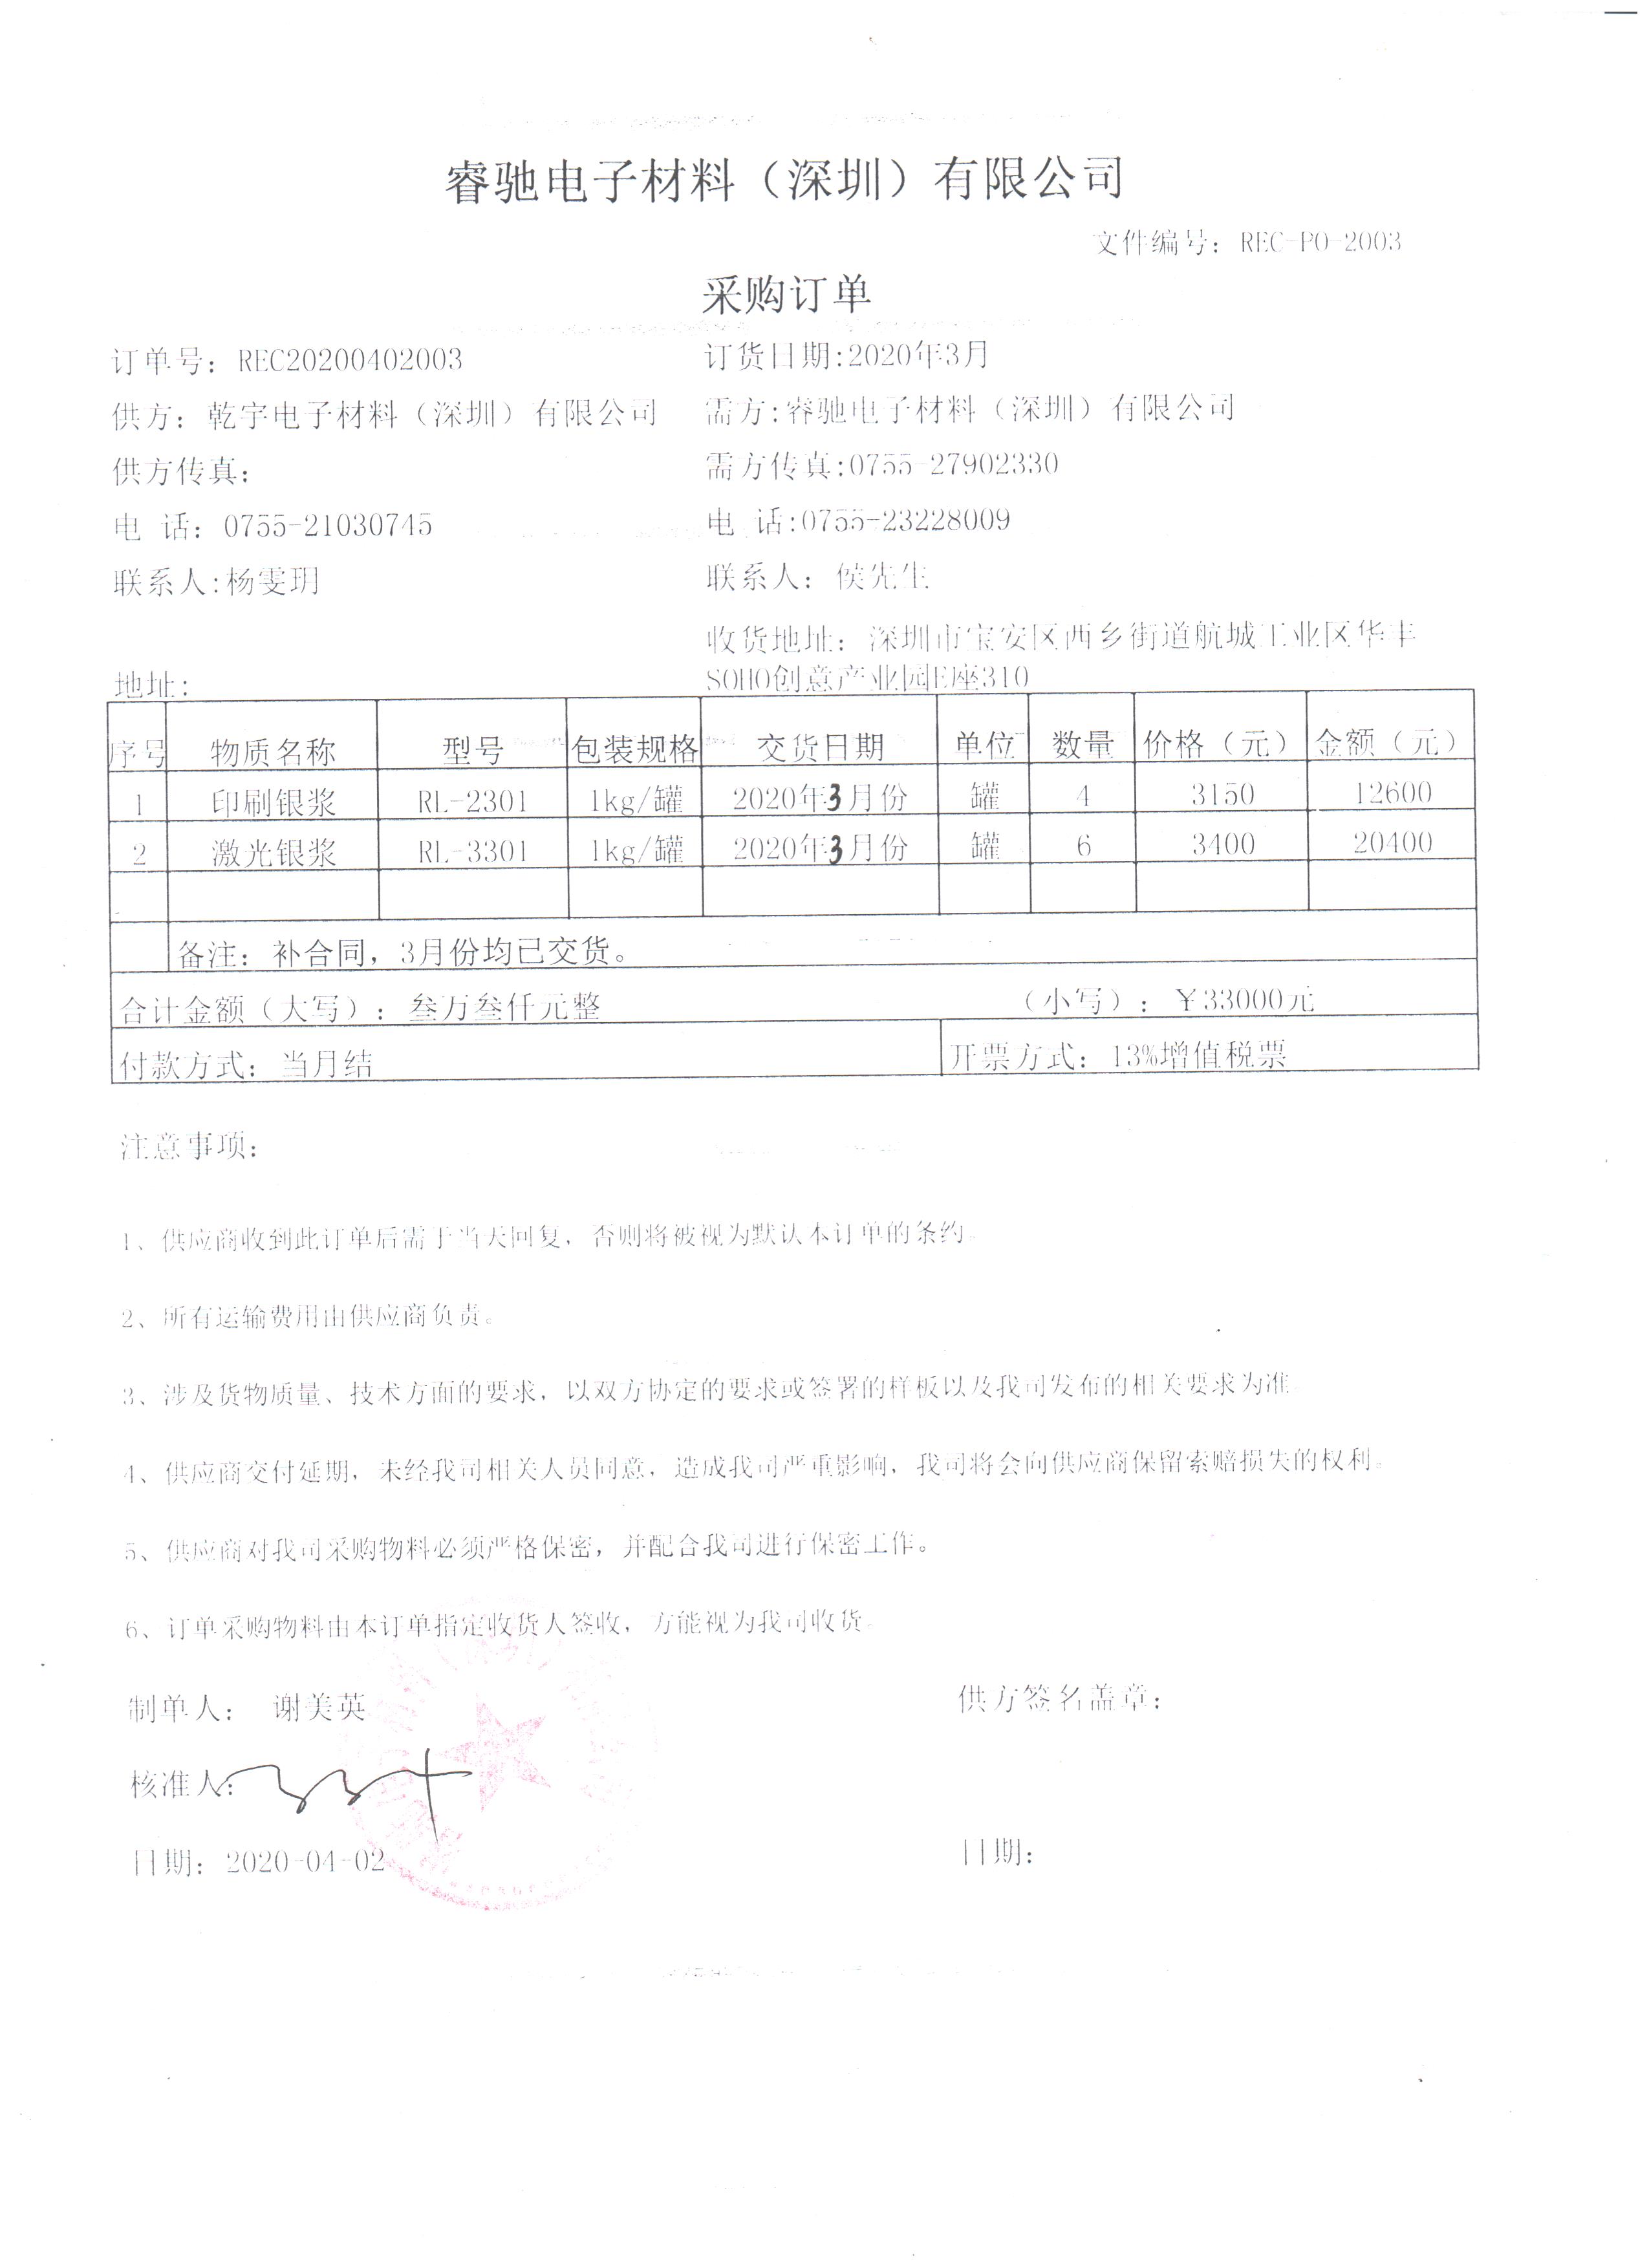 睿驰电子材料（深圳）有限公司
文件编号：REC-PO-2003
采购订单
订单号：REC20200402003 订货日期:2020年3月
供方：乾宇电子材料（深圳）有限公司 需方:睿驰电子材料（深圳）有限公司
供方传真： 需方传真:0755-27902330
电 话：0755-21030745 电 话:0755-23228009
联系人:杨雯玥 联系人：侯先生
收货地址：深圳市宝安区西乡街道航城工业区华丰
地址： SOHO创意产业园E座310
序号 物质名称 型号 包装规格 交货日期 单位 数量 价格（元） 金额（元）
1 印刷银浆 RL-2301 1kg/罐 2020年3月份 罐 4 3150 12600
2 激光银浆 RL-3301 1kg/罐 2020年3月份 罐 6 3400 20400
备注：补合同，3月份均已交货。
合计金额（大写）：叁万叁仟元整 （小写）：￥33000元
付款方式：当月结 开票方式：13%增值税票
注意事项：
1、供应商收到此订单后需于当天回复，否则将被视为默认本订单的条约。
2、所有运输费用由供应商负责。
3、涉及货物质量、技术方面的要求，以双方协定的要求或签署的样板以及我司发布的相关要求为准
4、供应商交付延期，未经我司相关人员同意，造成我司严重影响，我司将会向供应商保留索赔损失的权利。
5、供应商对我司采购物料必须严格保密，并配合我司进行保密工作。
6、订单采购物料由本订单指定收货人签收，方能视为我司收货。
制单人： 谢美英 供方签名盖章：
核准人：
日期：2020-04-02 日期：